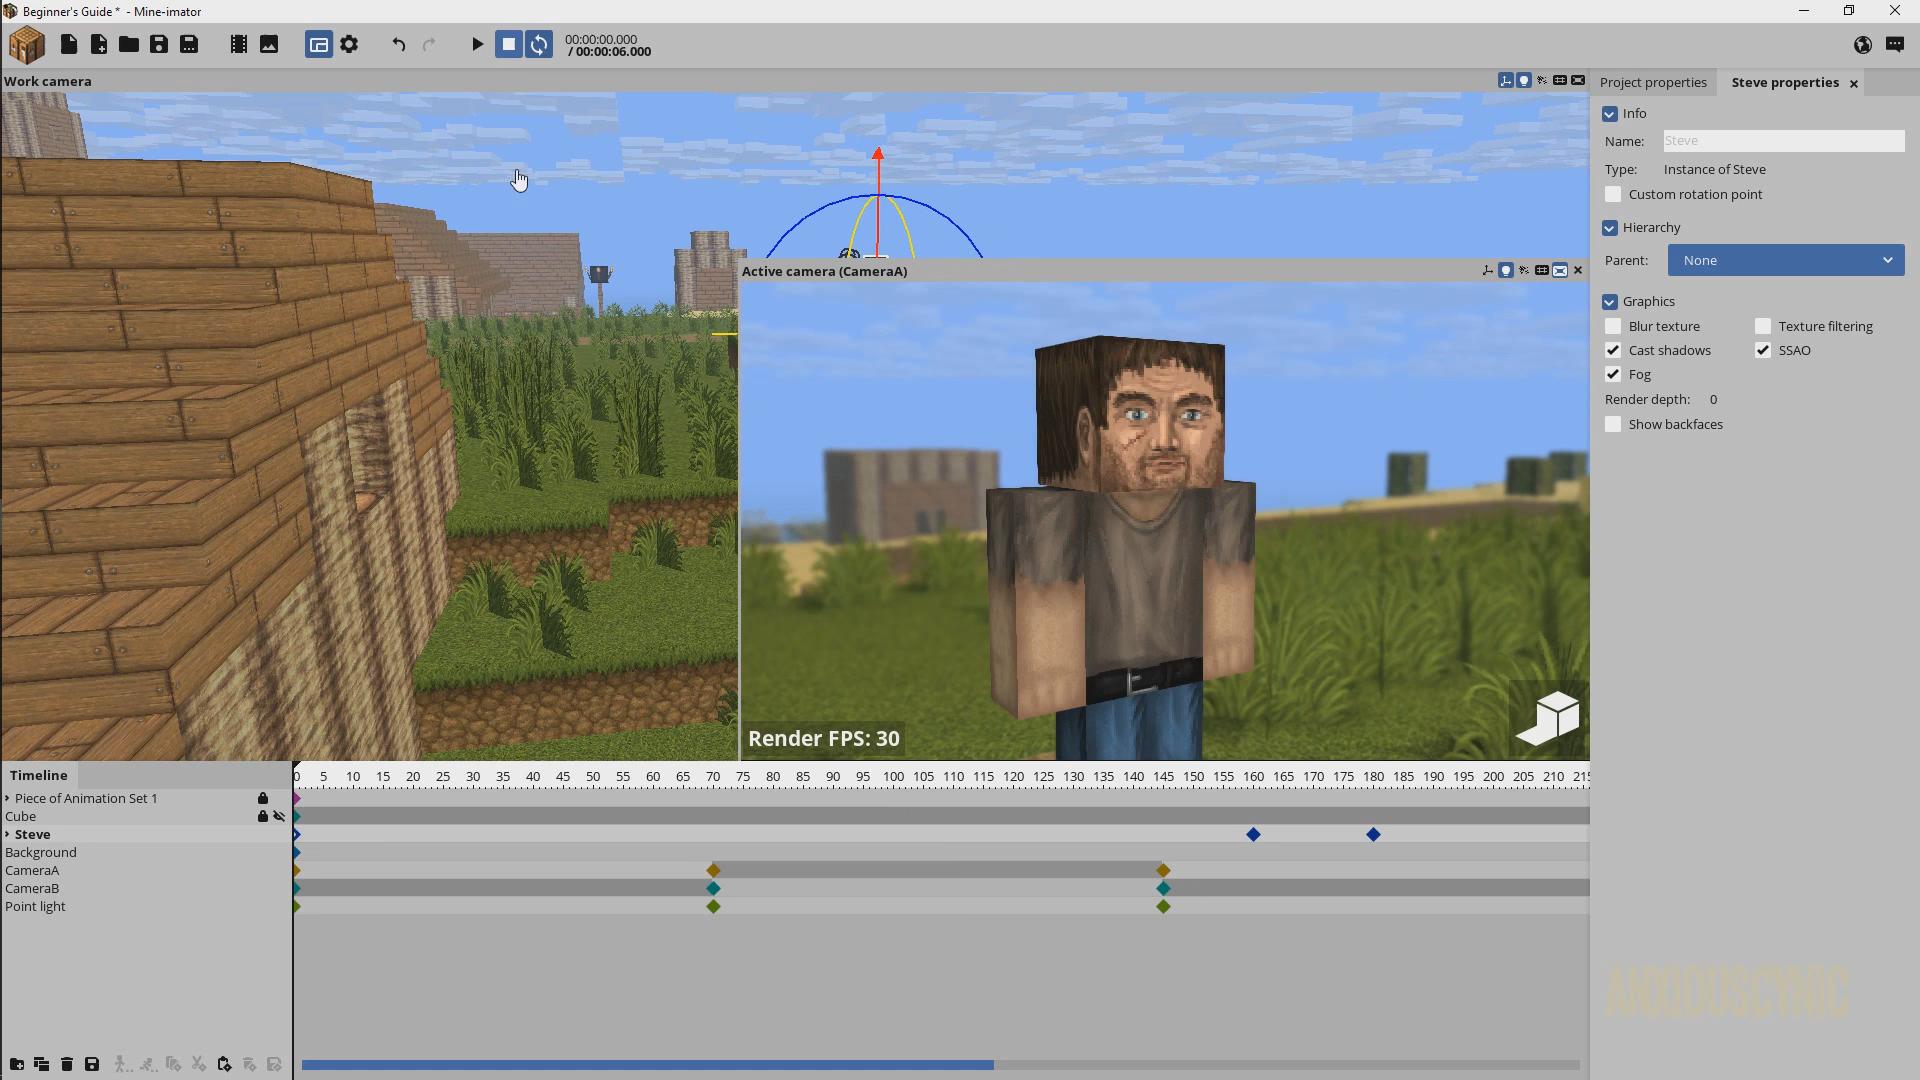 Beginner's Guide * - Mine-imator
00:00:00.000
/ 00:00:06.000
Work camera
Project properties
Steve properties
Info
Name: Steve
Type: Instance of Steve
Custom rotation point
Hierarchy
Parent: None
Graphics
Blur texture
Texture filtering
Cast shadows
SSAO
Fog
Render depth: 0
Show backfaces
Active camera (CameraA)
Render FPS: 30
Timeline
0 5 10 15 20 25 30 35 40 45 50 55 60 65 70 75 80 85 90 95 100 105 110 115 120 125 130 135 140 145 150 155 160 165 170 175 180 185 190 195 200 205 210 215
Piece of Animation Set 1
Cube
Steve
Background
CameraA
CameraB
Point light
ANXIOUSCYNIC